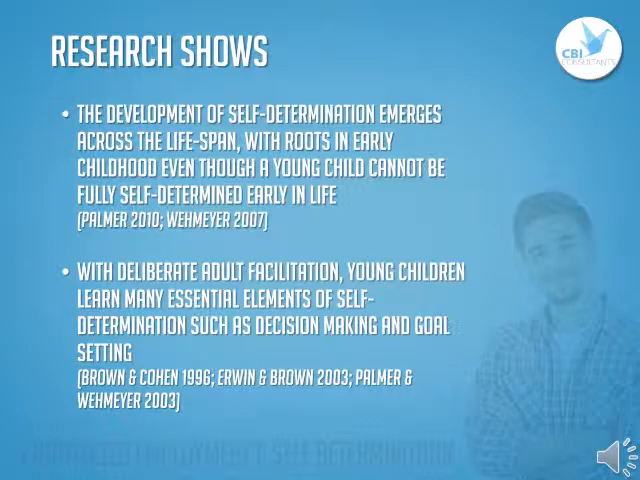 RESEARCH SHOWS
CBI
CONSULTANTS
• THE DEVELOPMENT OF SELF-DETERMINATION EMERGES
ACROSS THE LIFE-SPAN, WITH ROOTS IN EARLY
CHILDHOOD EVEN THOUGH A YOUNG CHILD CANNOT BE
FULLY SELF-DETERMINED EARLY IN LIFE
(PALMER 2010; WEHMEYER 2007)
• WITH DELIBERATE ADULT FACILITATION, YOUNG CHILDREN
LEARN MANY ESSENTIAL ELEMENTS OF SELF-
DETERMINATION SUCH AS DECISION MAKING AND GOAL
SETTING
(BROWN & COHEN 1996; ERWIN & BROWN 2003; PALMER &
WEHMEYER 2003)
SELF DETERMINATION